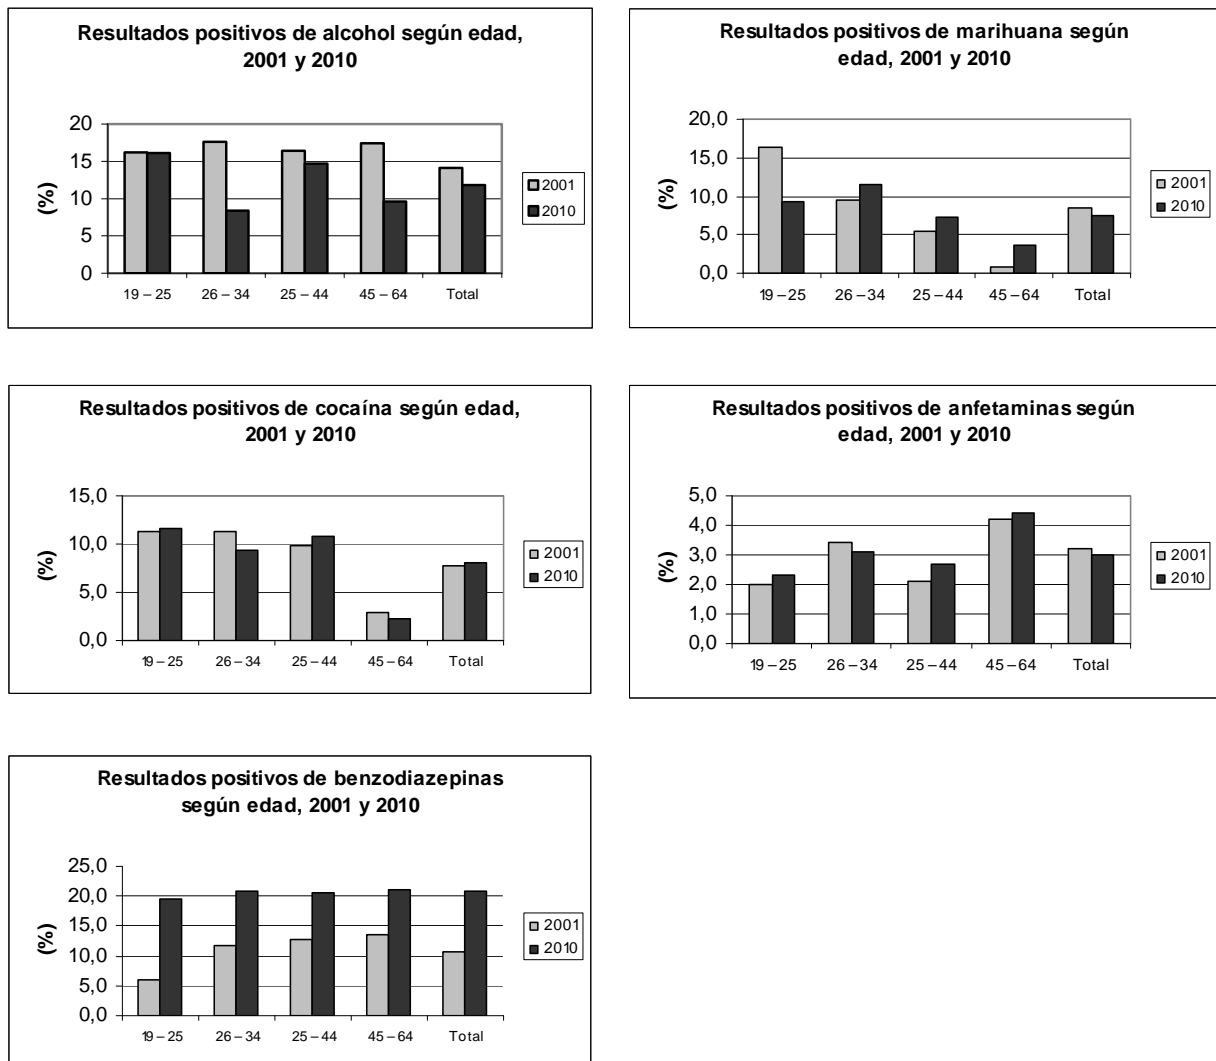 Resultados positivos de alcohol según edad,
2001 y 2010
20
15
10
5
0
(%)
19 – 25 26 – 34 25 – 44 45 – 64 Total
2001
2010
Resultados positivos de marihuana según
edad, 2001 y 2010
20,0
15,0
10,0
5,0
0,0
(%)
19 – 25 26 – 34 25 – 44 45 – 64 Total
2001
2010
Resultados positivos de cocaína según edad,
2001 y 2010
15,0
10,0
5,0
0,0
(%)
19 – 25 26 – 34 25 – 44 45 – 64 Total
2001
2010
Resultados positivos de anfetaminas según
edad, 2001 y 2010
5,0
4,0
3,0
2,0
1,0
0,0
(%)
19 – 25 26 – 34 25 – 44 45 – 64 Total
2001
2010
Resultados positivos de benzodiazepinas
según edad, 2001 y 2010
25,0
20,0
15,0
10,0
5,0
0,0
(%)
19 – 25 26 – 34 25 – 44 45 – 64 Total
2001
2010